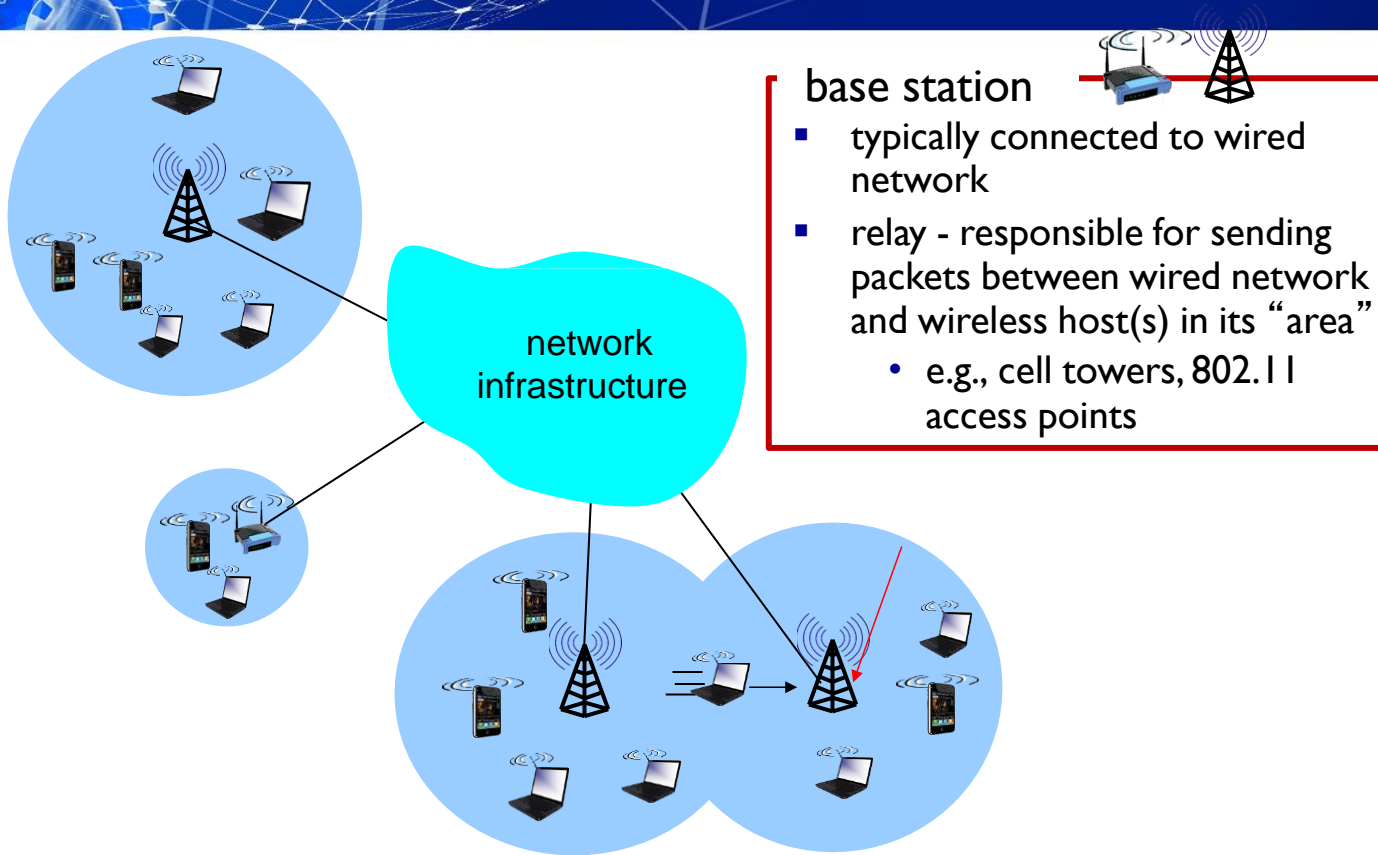 base station
▪ typically connected to wired
network
▪ relay - responsible for sending
packets between wired network
and wireless host(s) in its “area”
• e.g., cell towers, 802.11
access points
network
infrastructure